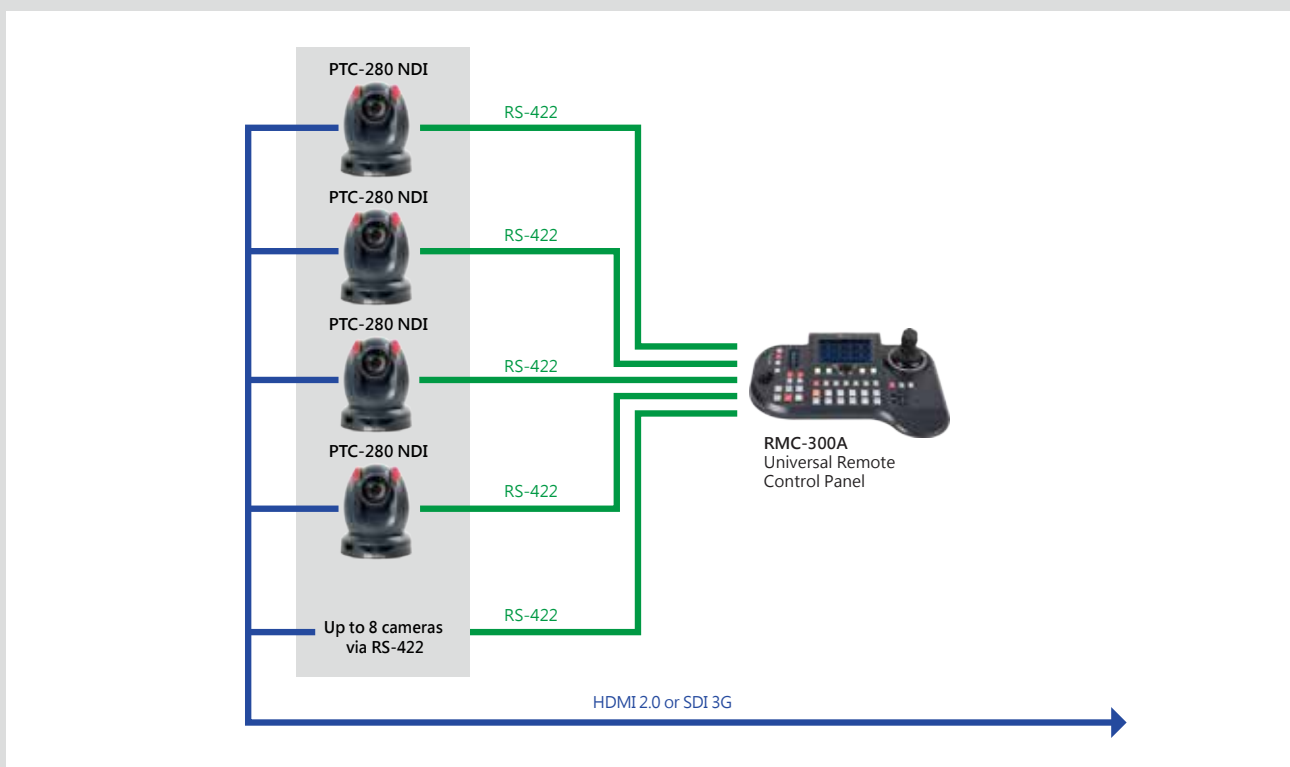 PTC-280 NDI
RS-422
PTC-280 NDI
RS-422
PTC-280 NDI
RS-422
PTC-280 NDI
RS-422
RMC-300A
Universal Remote
Control Panel
Up to 8 cameras
via RS-422
RS-422
HDMI 2.0 or SDI 3G